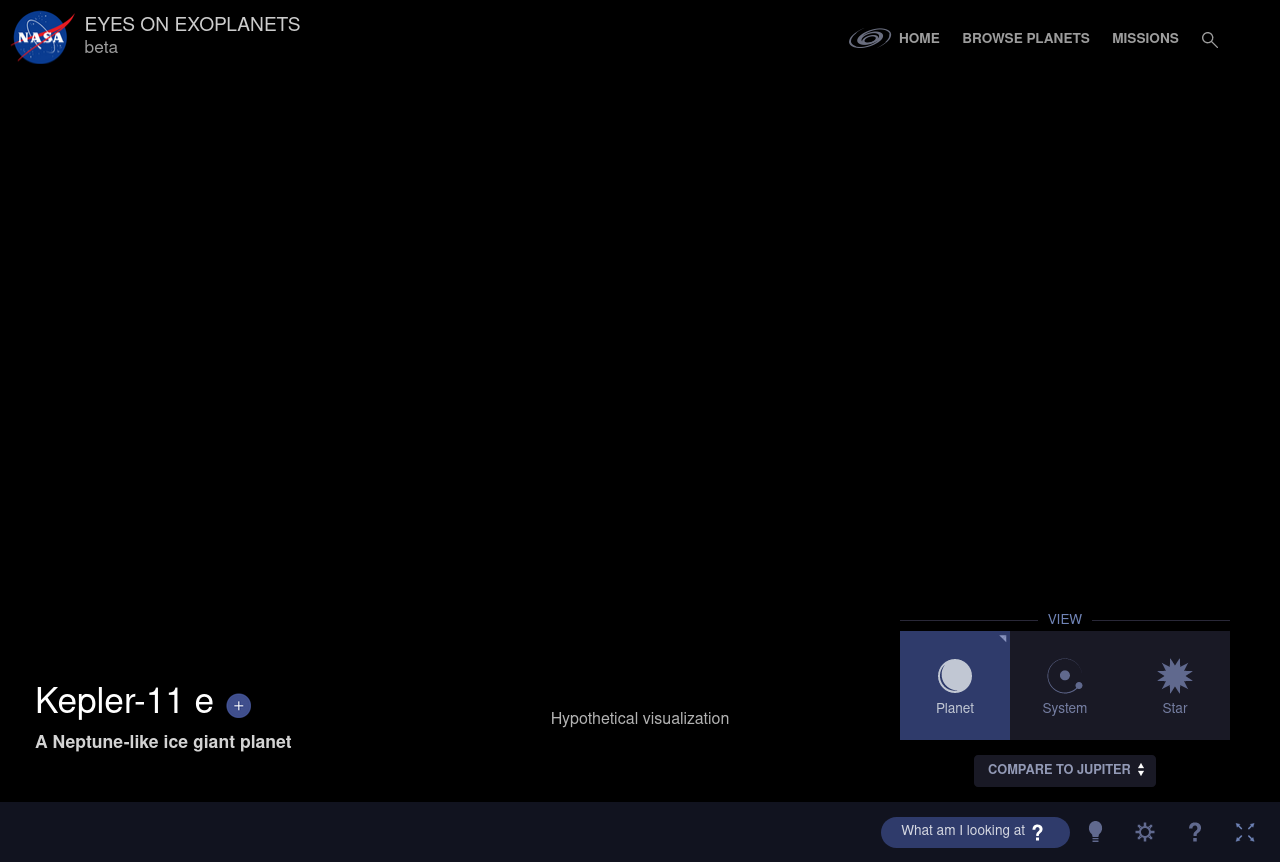 NASA
EYES ON EXOPLANETS
beta
HOME
BROWSE PLANETS
MISSIONS
VIEW
Planet
System
Star
Kepler-11 e +
A Neptune-like ice giant planet
Hypothetical visualization
COMPARE TO JUPITER
What am I looking at ?
?